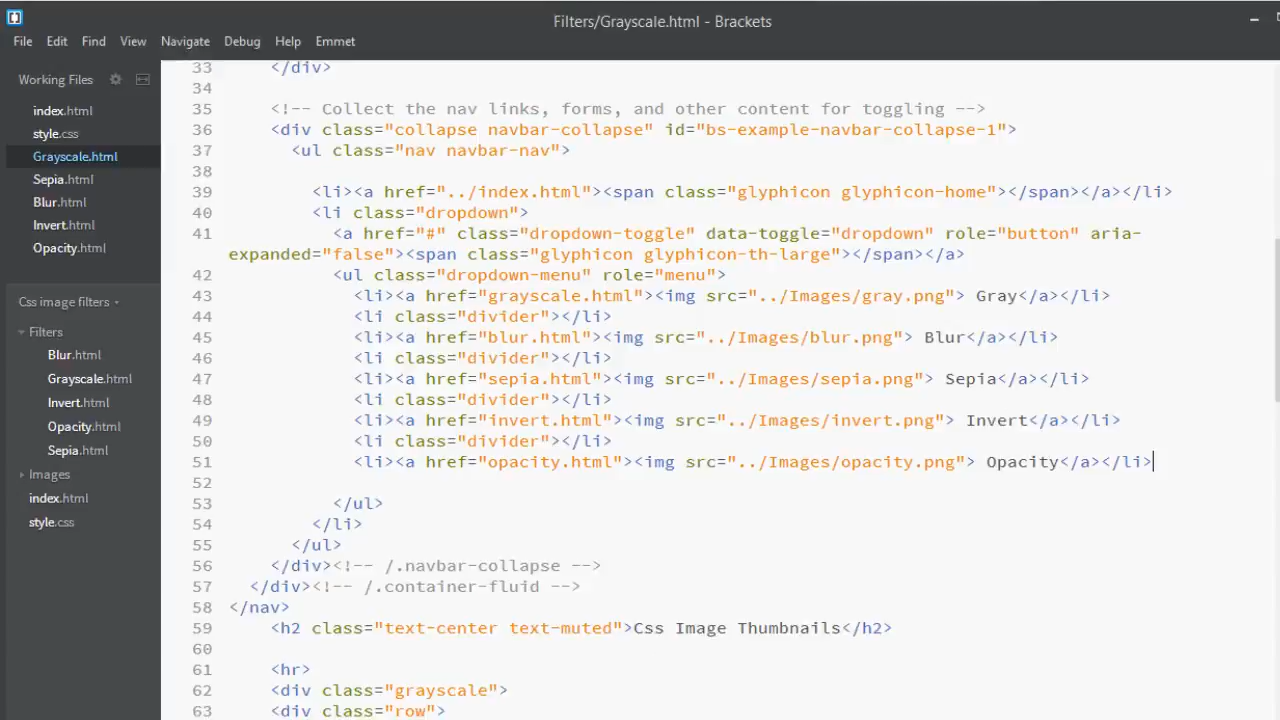 Filters/Grayscale.html - Brackets
File Edit Find View Navigate Debug Help Emmet
Working Files
index.html
style.css
Grayscale.html
Sepia.html
Blur.html
Invert.html
Opacity.html
Css image filters
Filters
Blur.html
Grayscale.html
Invert.html
Opacity.html
Sepia.html
Images
index.html
style.css
33 </div>
34
35 <!-- Collect the nav links, forms, and other content for toggling -->
36 <div class="collapse navbar-collapse" id="bs-example-navbar-collapse-1">
37 <ul class="nav navbar-nav">
38
39 <li><a href="../index.html"><span class="glyphicon glyphicon-home"></span></a></li>
40 <li class="dropdown">
41 <a href="#" class="dropdown-toggle" data-toggle="dropdown" role="button" aria-
expanded="false"><span class="glyphicon glyphicon-th-large"></span></a>
42 <ul class="dropdown-menu" role="menu">
43 <li><a href="grayscale.html"><img src="../Images/gray.png"> Gray</a></li>
44 <li class="divider"></li>
45 <li><a href="blur.html"><img src="../Images/blur.png"> Blur</a></li>
46 <li class="divider"></li>
47 <li><a href="sepia.html"><img src="../Images/sepia.png"> Sepia</a></li>
48 <li class="divider"></li>
49 <li><a href="invert.html"><img src="../Images/invert.png"> Invert</a></li>
50 <li class="divider"></li>
51 <li><a href="opacity.html"><img src="../Images/opacity.png"> Opacity</a></li>
52
53 </ul>
54 </li>
55 </ul>
56 </div><!-- /.navbar-collapse -->
57 </div><!-- /.container-fluid -->
58 </nav>
59 <h2 class="text-center text-muted">Css Image Thumbnails</h2>
60
61 <hr>
62 <div class="grayscale">
63 <div class="row">